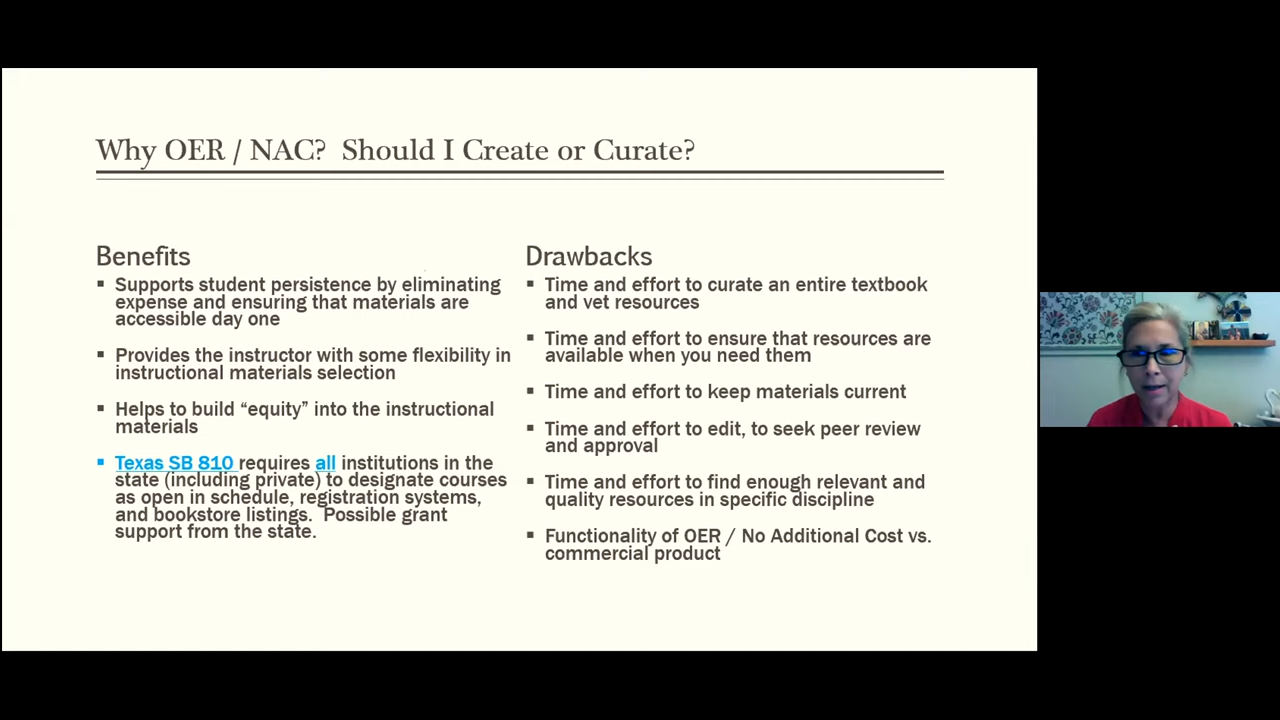 Why OER / NAC?  Should I Create or Curate?
Benefits
▪ Supports student persistence by eliminating
expense and ensuring that materials are
accessible day one
▪ Provides the instructor with some flexibility in
instructional materials selection
▪ Helps to build “equity” into the instructional
materials
▪ Texas SB 810 requires all institutions in the
state (including private) to designate courses
as open in schedule, registration systems,
and bookstore listings.  Possible grant
support from the state.
Drawbacks
▪ Time and effort to curate an entire textbook
and vet resources
▪ Time and effort to ensure that resources are
available when you need them
▪ Time and effort to keep materials current
▪ Time and effort to edit, to seek peer review
and approval
▪ Time and effort to find enough relevant and
quality resources in specific discipline
▪ Functionality of OER / No Additional Cost vs.
commercial product